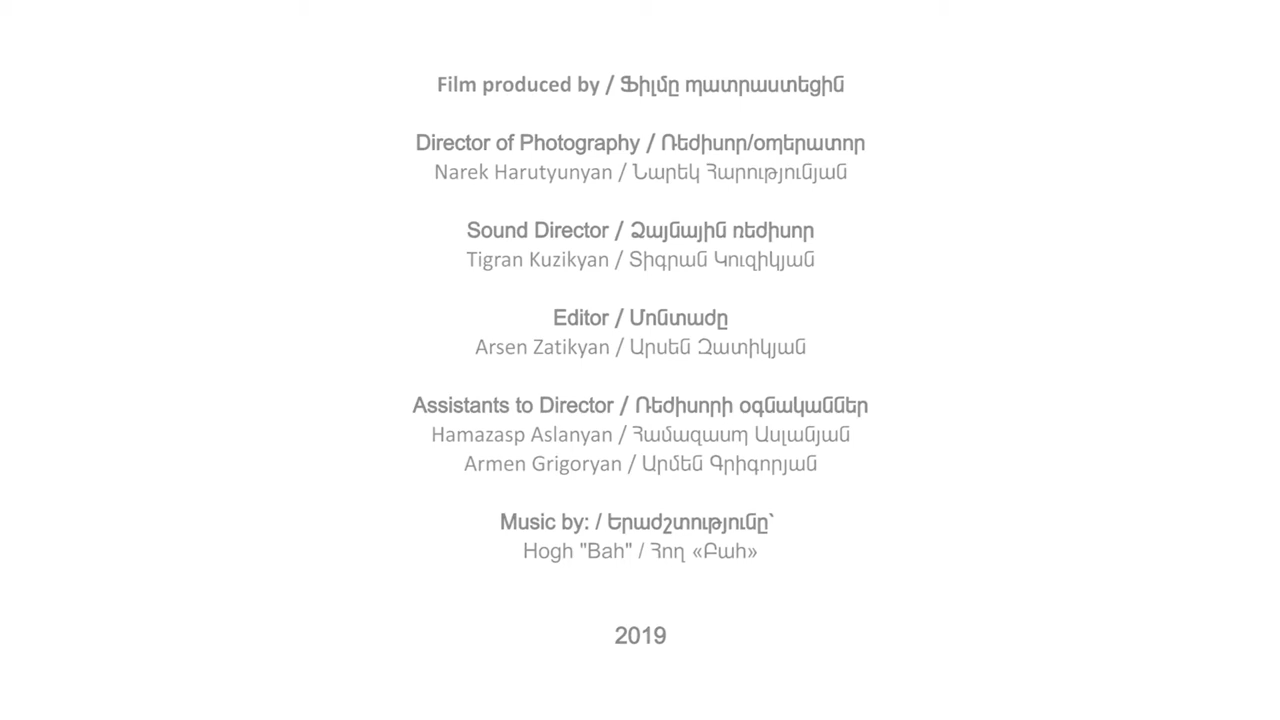 Film produced by / Ֆիլմը պատրաստեցին
Director of Photography / Ռեժիսոր/օպերատոր
Narek Harutyunyan / Նարեկ Հարությունյան
Sound Director / Ձայնային ռեժիսոր
Tigran Kuzikyan / Տիգրան Կուզիկյան
Editor / Մոնտաժը
Arsen Zatikyan / Արսեն Զատիկյան
Assistants to Director / Ռեժիսորի օգնականներ
Hamazasp Aslanyan / Համազասպ Ասլանյան
Armen Grigoryan / Արմեն Գրիգորյան
Music by: / Երաժշտությունը՝
Hogh "Bah" / Հող «Բահ»
2019